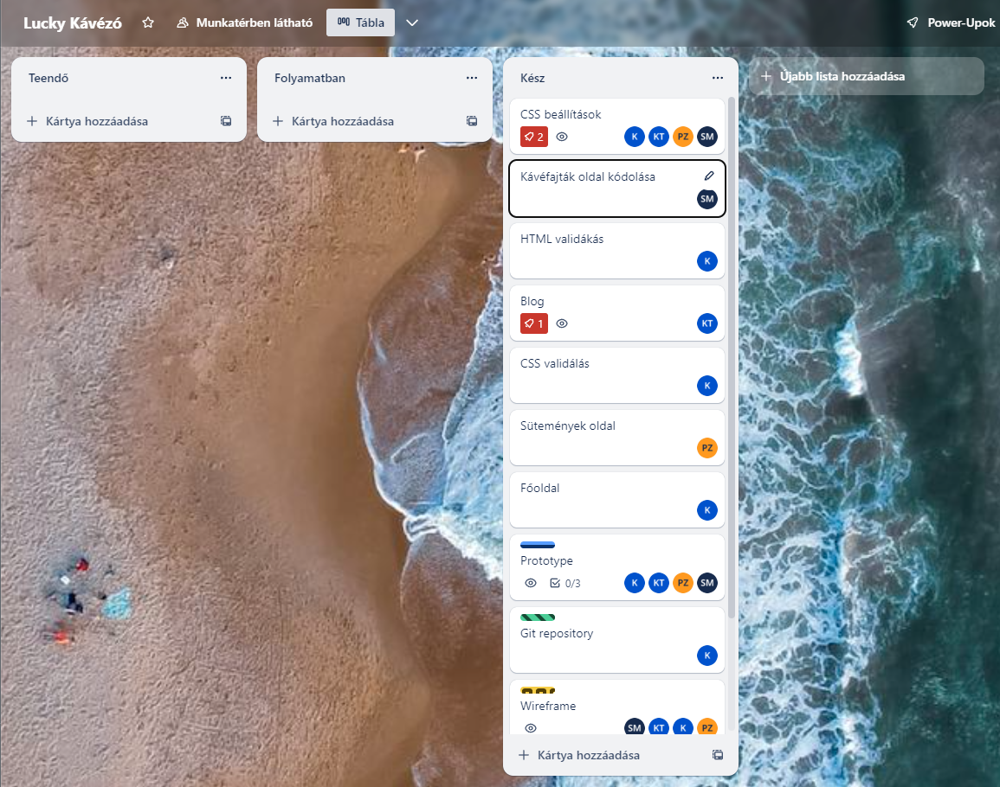 Lucky Kávézó
Munkatérben látható
Tábla
Power-Upok
Teendő
Kártya hozzáadása
Folyamatban
Kártya hozzáadása
Kész
CSS beállítások
2
K KT PZ SM
Kávéfajták oldal kódolása
SM
HTML validákás
K
Blog
1
KT
CSS validálás
K
Sütemények oldal
PZ
Főoldal
K
Prototype
0/3
K KT PZ SM
Git repository
K
Wireframe
SM KT K PZ
Kártya hozzáadása
Újabb lista hozzáadása